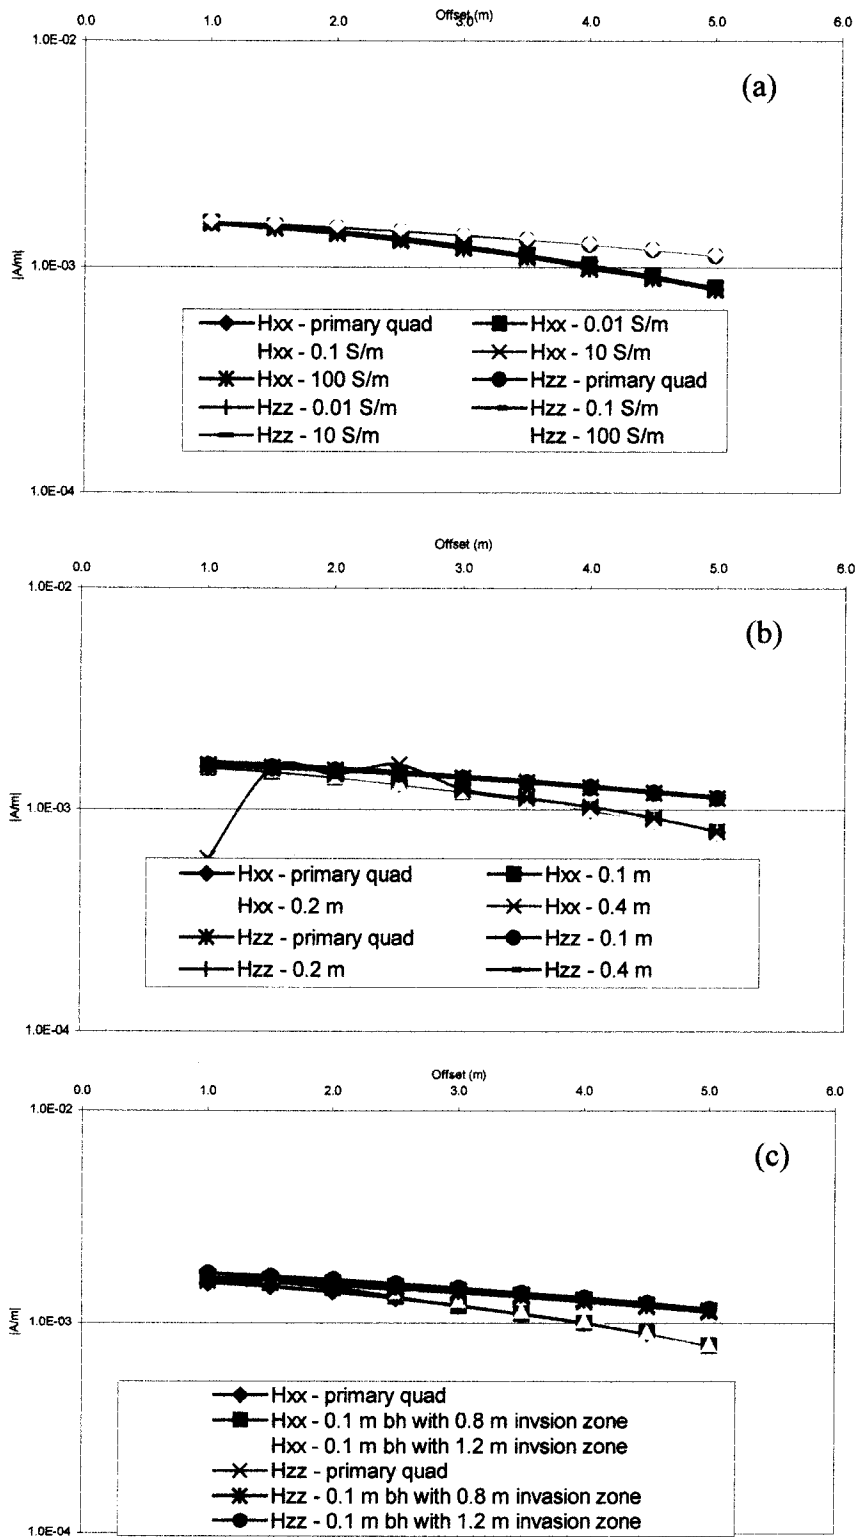 Offset (m)
0.0 1.0 2.0 3.0 4.0 5.0 6.0
1.0E-02
(a)
|A/m|
1.0E-03
Hxx - primary quad Hxx - 0.01 S/m
Hxx - 0.1 S/m Hxx - 10 S/m
Hxx - 100 S/m Hzz - primary quad
Hzz - 0.01 S/m Hzz - 0.1 S/m
Hzz - 10 S/m Hzz - 100 S/m
1.0E-04
Offset (m)
0.0 1.0 2.0 3.0 4.0 5.0 6.0
1.0E-02
(b)
|A/m|
1.0E-03
Hxx - primary quad Hxx - 0.1 m
Hxx - 0.2 m Hxx - 0.4 m
Hzz - primary quad Hzz - 0.1 m
Hzz - 0.2 m Hzz - 0.4 m
1.0E-04
Offset (m)
0.0 1.0 2.0 3.0 4.0 5.0 6.0
1.0E-02
(c)
|A/m|
1.0E-03
Hxx - primary quad
Hxx - 0.1 m bh with 0.8 m invsion zone
Hxx - 0.1 m bh with 1.2 m invsion zone
Hzz - primary quad
Hzz - 0.1 m bh with 0.8 m invasion zone
Hzz - 0.1 m bh with 1.2 m invasion zone
1.0E-04